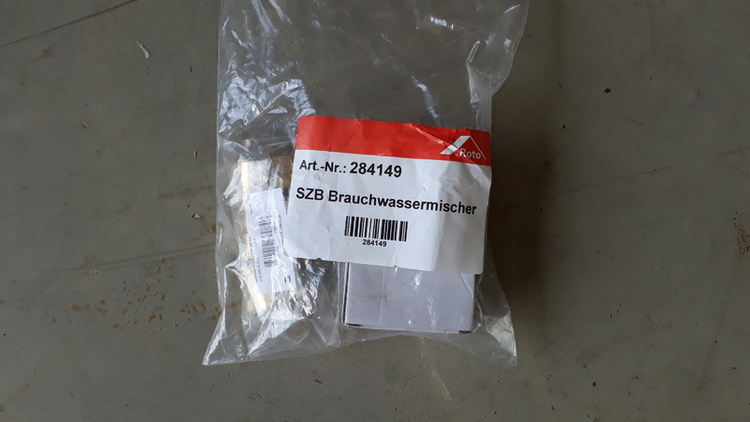 Roto
Art.-Nr.: 284149
SZB Brauchwassermischer
284149